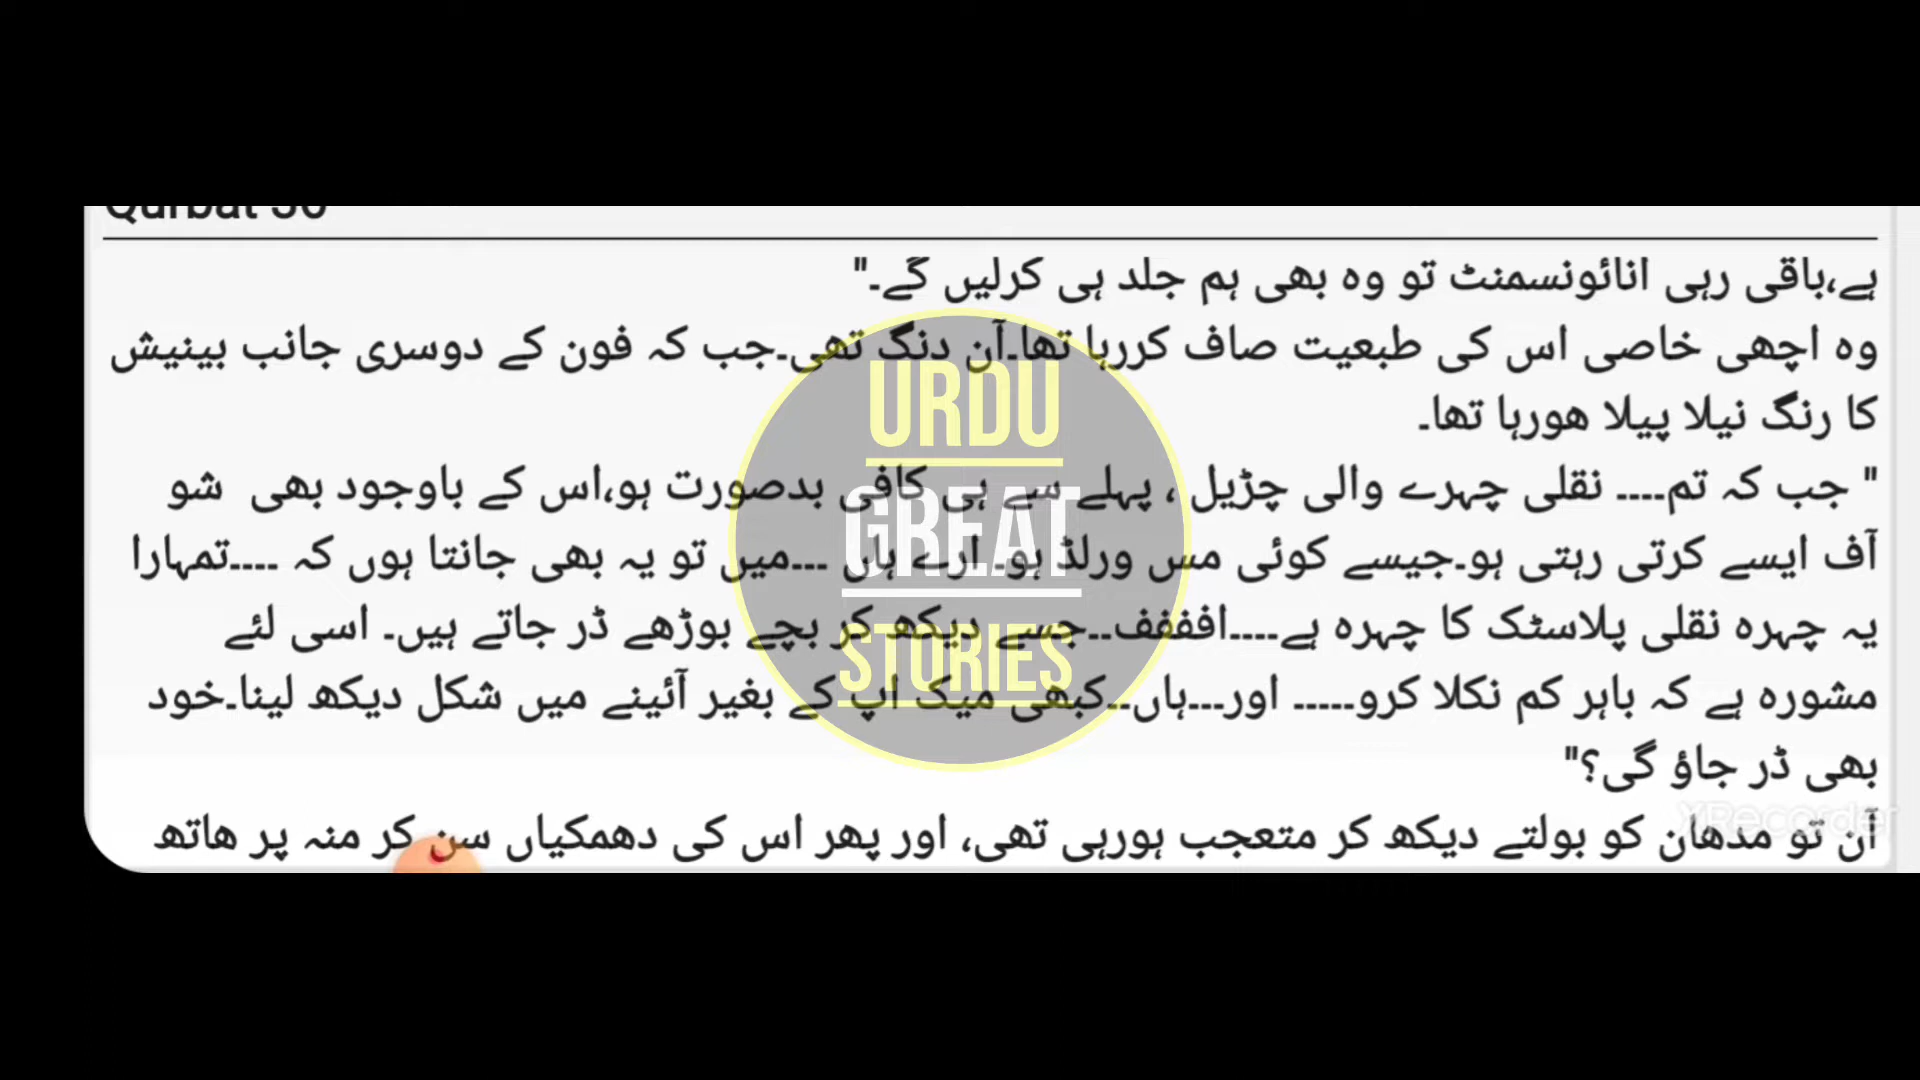 Qurbat 30
ہے،باقی رہی انائونسمنٹ تو وہ بھی ہم جلد ہی کرلیں گے۔"
وہ اچھی خاصی اس کی طبعیت صاف کررہا تھا۔آن دنگ تھی۔جب کہ فون کے دوسری جانب بینیش
کا رنگ نیلا پیلا ھورہا تھا۔
" جب کہ تم۔۔۔۔ نقلی چہرے والی چڑیل ، پہلے سے ہی کافی بدصورت ہو،اس کے باوجود بھی شو
آف ایسے کرتی رہتی ہو۔جیسے کوئی مس ورلڈ ہو۔ ارے ہاں ۔۔۔میں تو یہ بھی جانتا ہوں کہ ۔۔۔۔تمہارا
یہ چہرہ نقلی پلاسٹک کا چہرہ ہے۔۔۔۔افففف۔۔جسے دیکھ کر بچے بوڑھے ڈر جاتے ہیں۔ اسی لئے
مشورہ ہے کہ باہر کم نکلا کرو۔۔۔۔۔ اور۔۔۔ہاں۔۔کبھی میک اپ کے بغیر آئینے میں شکل دیکھ لینا۔خود
بھی ڈر جاؤ گی؟"
آن تو مدھان کو بولتے دیکھ کر متعجب ہورہی تھی، اور پھر اس کی دھمکیاں سن کر منہ پر ھاتھ
URDU
GREAT
STORIES
XRecorder